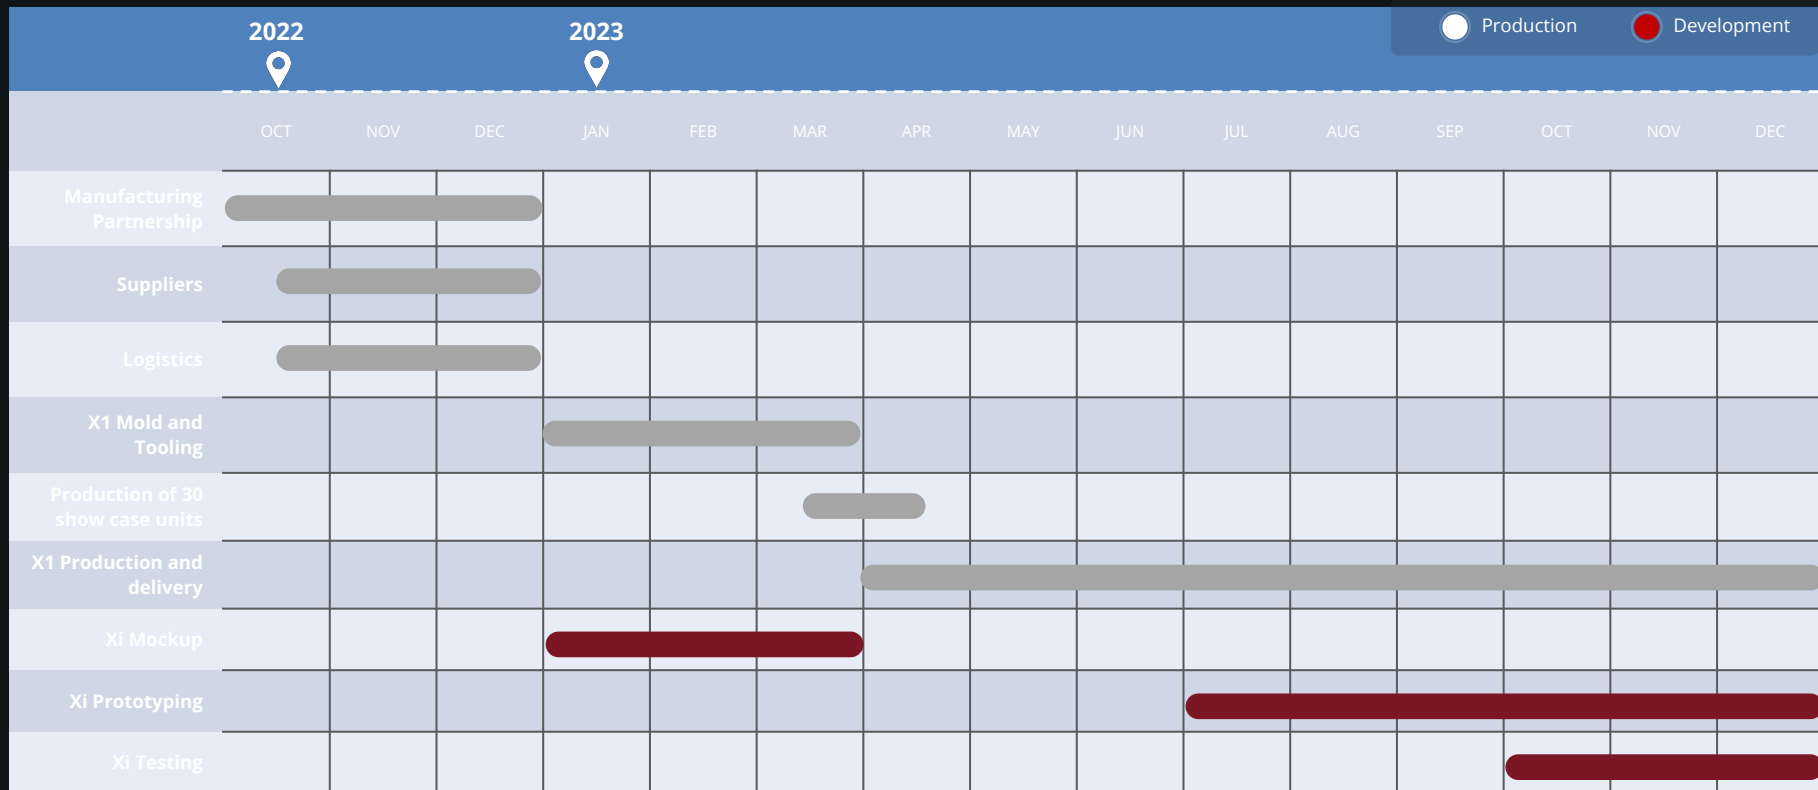 2022
2023
Production
Development
OCT
NOV
DEC
JAN
FEB
MAR
APR
MAY
JUN
JUL
AUG
SEP
OCT
NOV
DEC
Manufacturing
Partnership
Suppliers
Logistics
X1 Mold and
Tooling
Production of 30
show case units
X1 Production and
delivery
Xi Mockup
Xi Prototyping
Xi Testing